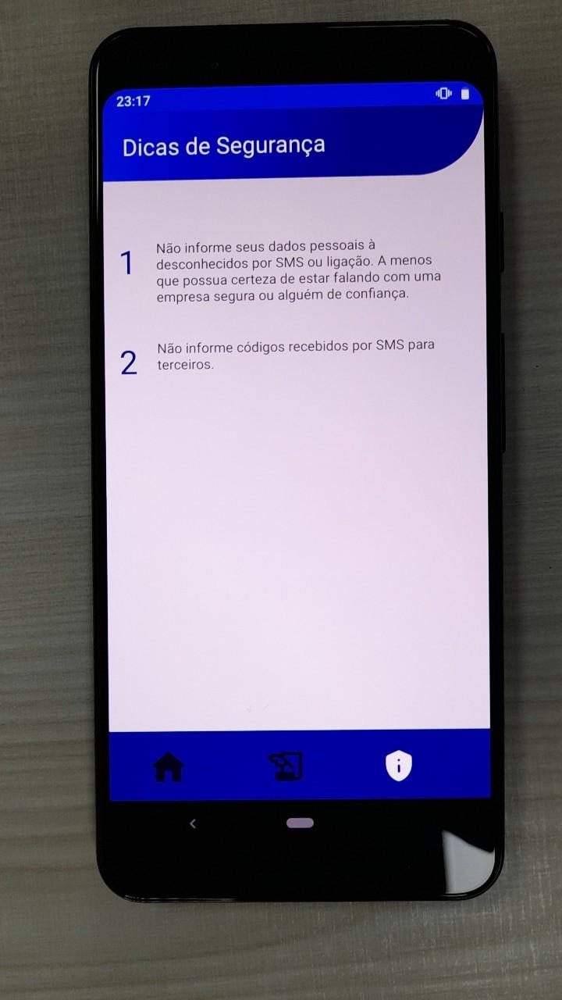 23:17
Dicas de Segurança
1
Não informe seus dados pessoais à
desconhecidos por SMS ou ligação. A menos
que possua certeza de estar falando com uma
empresa segura ou alguém de confiança.
2
Não informe códigos recebidos por SMS para
terceiros.